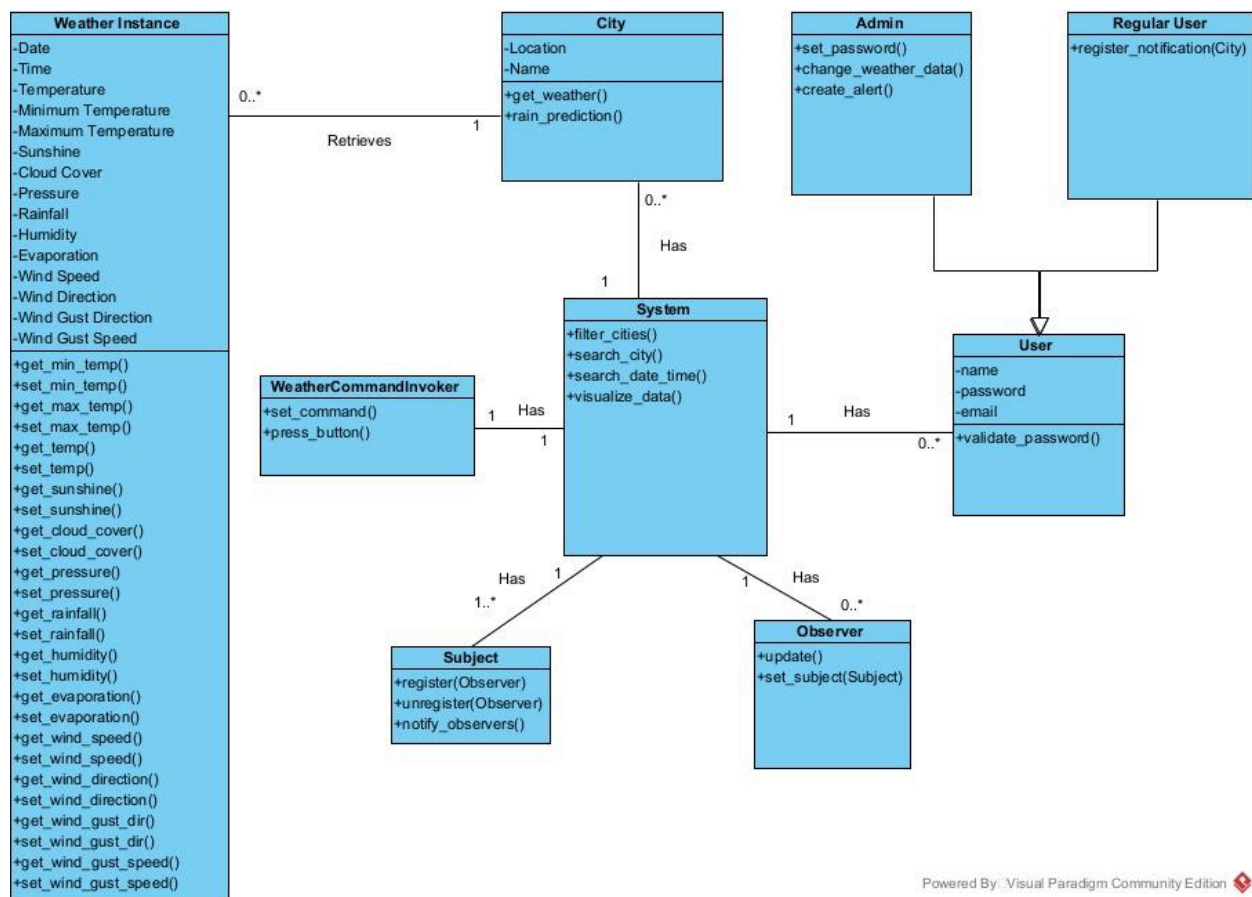 Weather Instance
-Date
-Time
-Temperature
-Minimum Temperature
-Maximum Temperature
-Sunshine
-Cloud Cover
-Pressure
-Rainfall
-Humidity
-Evaporation
-Wind Speed
-Wind Direction
-Wind Gust Direction
-Wind Gust Speed
+get_min_temp()
+set_min_temp()
+get_max_temp()
+set_max_temp()
+get_temp()
+set_temp()
+get_sunshine()
+set_sunshine()
+get_cloud_cover()
+set_cloud_cover()
+get_pressure()
+set_pressure()
+get_rainfall()
+set_rainfall()
+get_humidity()
+set_humidity()
+get_evaporation()
+set_evaporation()
+get_wind_speed()
+set_wind_speed()
+get_wind_direction()
+set_wind_direction()
+get_wind_gust_dir()
+set_wind_gust_dir()
+get_wind_gust_speed()
+set_wind_gust_speed()
0..*
Retrieves
1
City
-Location
-Name
+get_weather()
+rain_prediction()
0..*
Has
1
Admin
+set_password()
+change_weather_data()
+create_alert()
Regular User
+register_notification(City)
System
+filter_cities()
+search_city()
+search_date_time()
+visualize_data()
WeatherCommandInvoker
+set_command()
+press_button()
1
Has
1
1
Has
0..*
User
-name
-password
-email
+validate_password()
Has
1
1..*
Has
1
0..*
Subject
+register(Observer)
+unregister(Observer)
+notify_observers()
Observer
+update()
+set_subject(Subject)
Powered By Visual Paradigm Community Edition